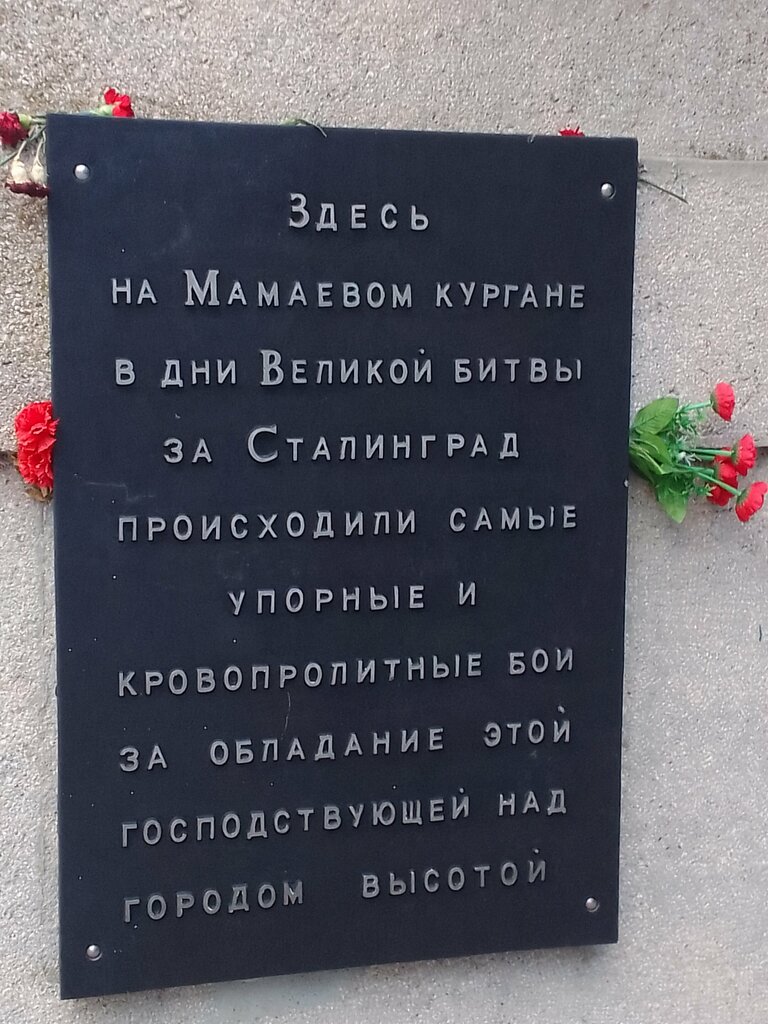 Здесь
на Мамаевом кургане
в дни Великой битвы
за Сталинград
происходили самые
упорные и
кровопролитные бои
за обладание этой
господствующей над
городом высотой